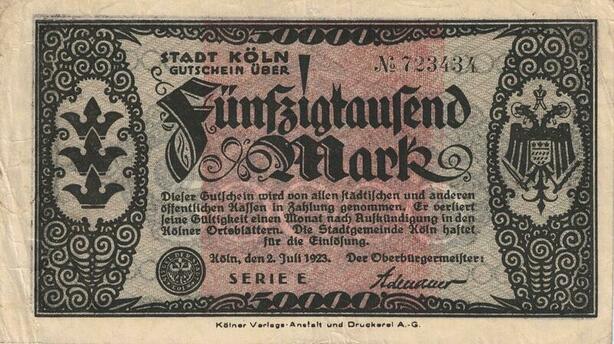 50000
STADT KÖLN
GUTSCHEIN ÜBER
№ 723434
Fünfzigtausend
Mark
Dieser Gutschein wird von allen städtischen und anderen
öffentlichen Kassen in Zahlung genommen. Er verliert
seine Gültigkeit einen Monat nach Aufkündigung in den
Kölner Ortsblättern. Die Stadtgemeinde Köln haftet
für die Einlösung.
Köln, den 2. Juli 1923. Der Oberbürgermeister:
SERIE E
Adenauer
50000
Kölner Verlags-Anstalt und Druckerei A.-G.